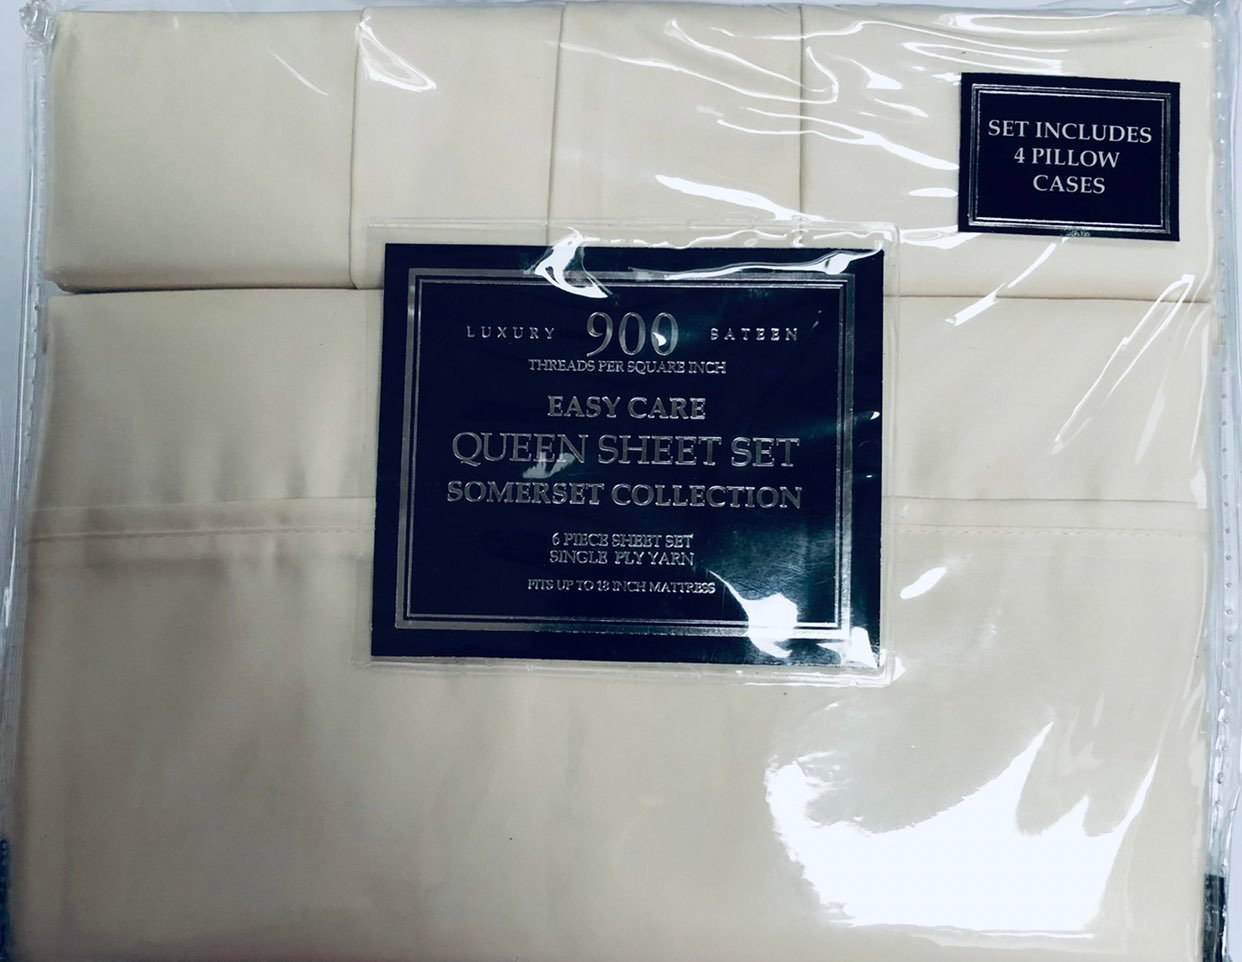 SET INCLUDES
4 PILLOW
CASES
LUXURY 900 SATEEN
THREADS PER SQUARE INCH
EASY CARE
QUEEN SHEET SET
SOMERSET COLLECTION
6 PIECE SHEET SET
SINGLE PLY YARN
FITS UP TO 18 INCH MATTRESS